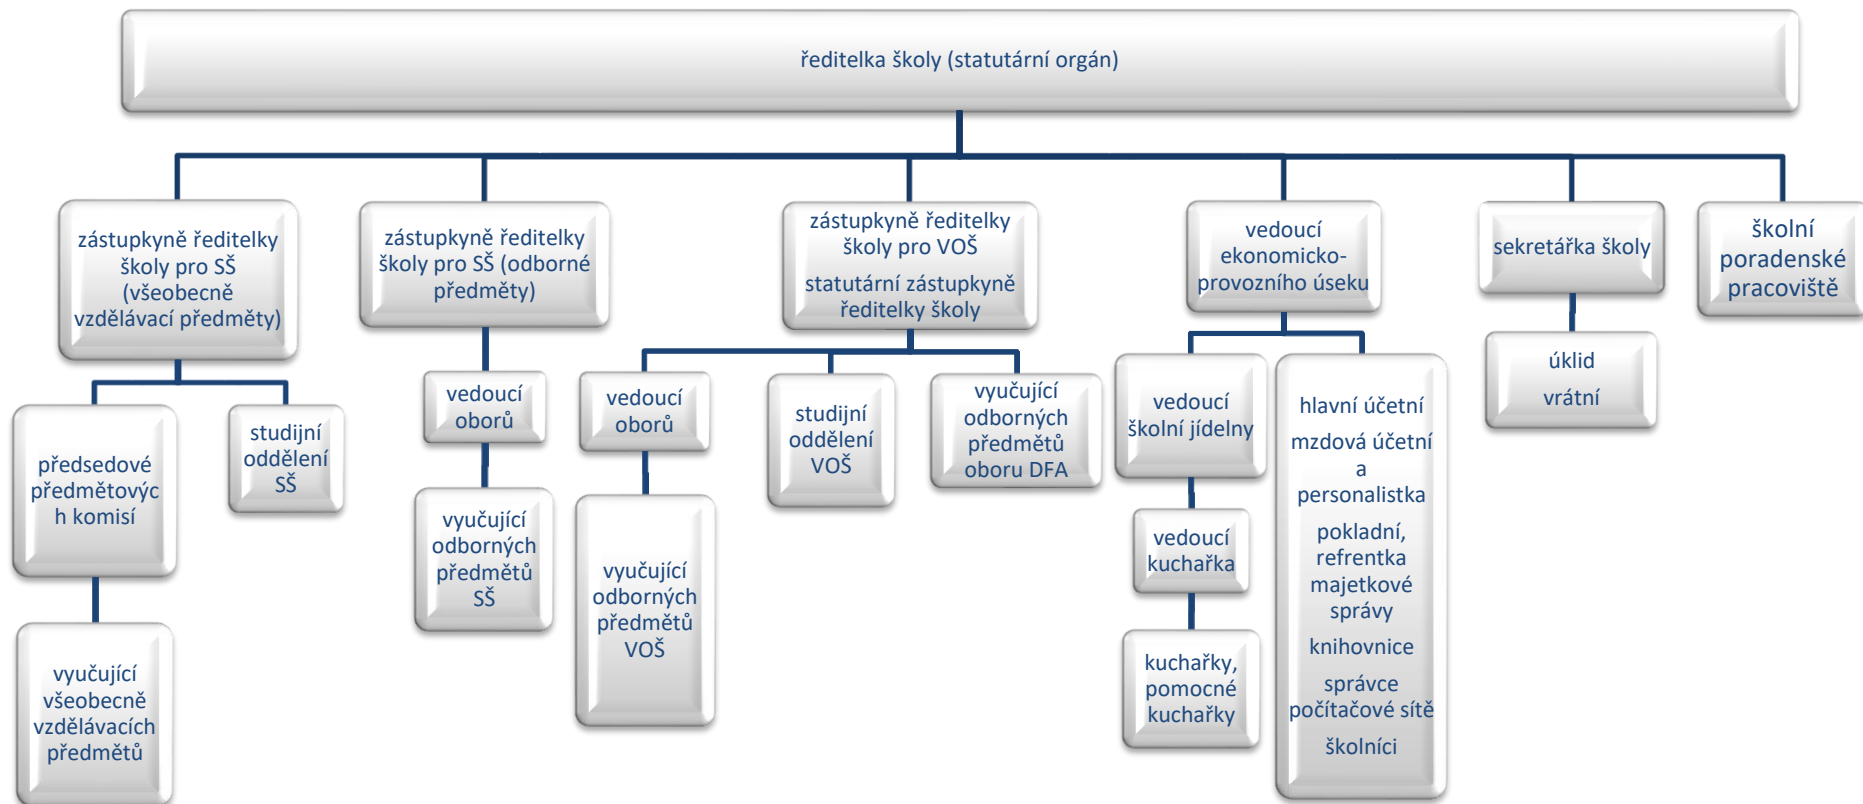 ředitelka školy (statutární orgán)
zástupkyně ředitelky
školy pro SŠ
(všeobecně
vzdělávací předměty)
zástupkyně ředitelky
školy pro SŠ (odborné
předměty)
zástupkyně ředitelky
školy pro VOŠ
statutární zástupkyně
ředitelky školy
vedoucí
ekonomicko-
provozního úseku
sekretářka školy
školní
poradenské
pracoviště
předsedové
předmětovýc
h komisí
studijní
oddělení
SŠ
vyučující
všeobecně
vzdělávacích
předmětů
vedoucí
oborů
vyučující
odborných
předmětů
SŠ
vedoucí
oborů
vyučující
odborných
předmětů
VOŠ
studijní
oddělení
VOŠ
vyučující
odborných
předmětů
oboru DFA
vedoucí
školní jídelny
vedoucí
kuchařka
kuchařky,
pomocné
kuchařky
hlavní účetní
mzdová účetní
a
personalistka
pokladní,
refrentka
majetkové
správy
knihovnice
správce
počítačové sítě
školníci
úklid
vrátní